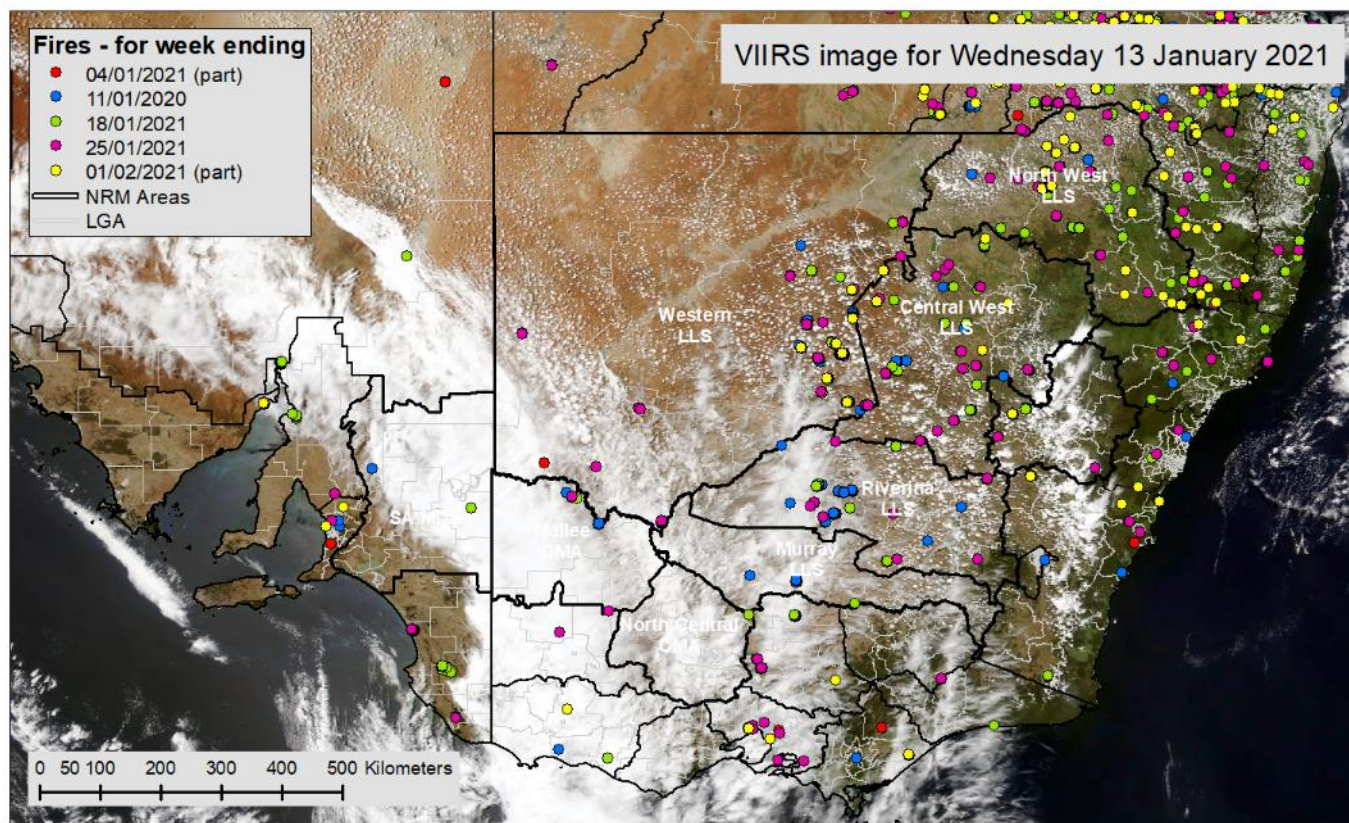 Fires - for week ending
04/01/2021 (part)
11/01/2020
18/01/2021
25/01/2021
01/02/2021 (part)
NRM Areas
LGA
VIIRS image for Wednesday 13 January 2021
North West
LLS
Western
LLS
Central West
LLS
Riverina
LLS
Mallee
CMA
Murray
LLS
North Central
CMA
0 50 100 200 300 400 500 Kilometers